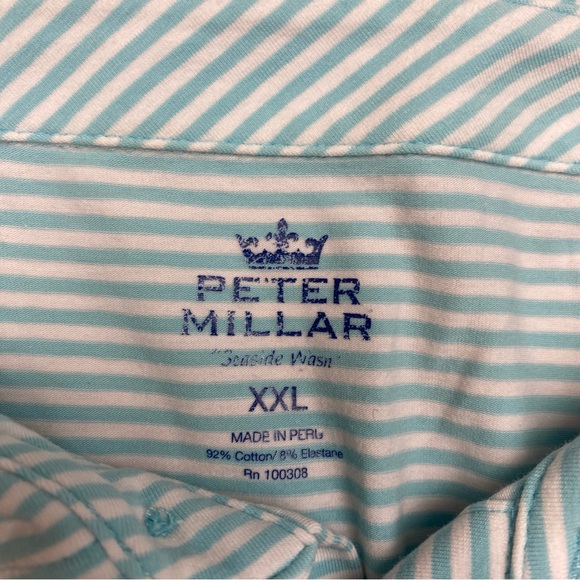 PETER
MILLAR
"Seaside Wash"
XXL
MADE IN PERU
92% Cotton/ 8% Elastane
Rn 100308